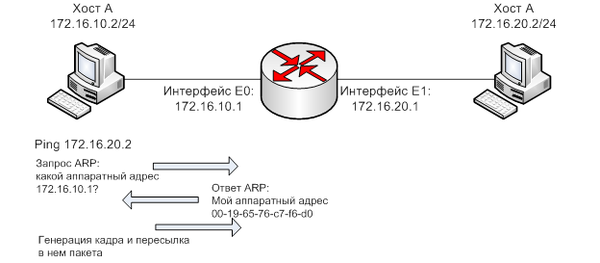 Хост A
172.16.10.2/24
Хост A
172.16.20.2/24
Интерфейс E0:
172.16.10.1
Интерфейс E1:
172.16.20.1
Ping 172.16.20.2
Запрос ARP:
какой аппаратный адрес
172.16.10.1?
Ответ ARP:
Мой аппаратный адрес
00-19-65-76-c7-f6-d0
Генерация кадра и пересылка
в нем пакета